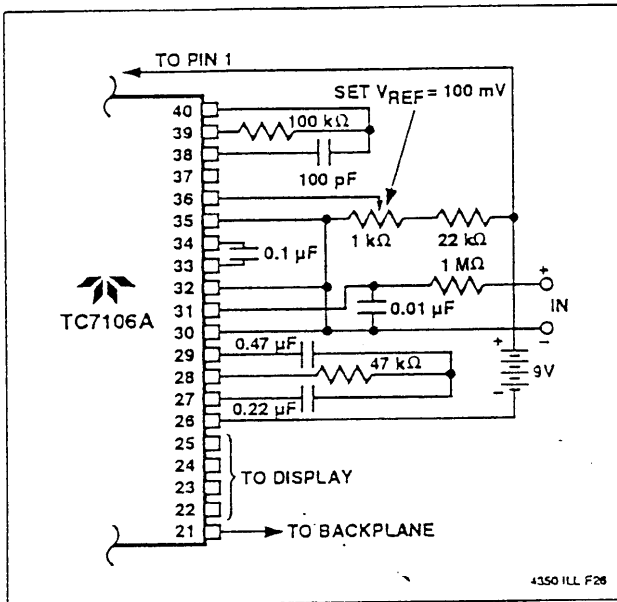 TO PIN 1
SET VREF = 100 mV
40
39
38
37
36
35
34
33
32
31
30
29
28
27
26
25
24
23
22
21
100 kΩ
100 pF
1 kΩ
22 kΩ
0.1 µF
1 MΩ
0.01 µF
+
IN
-
TC7106A
0.47 µF
47 kΩ
0.22 µF
+
9V
-
TO DISPLAY
TO BACKPLANE
4350 ILL F26